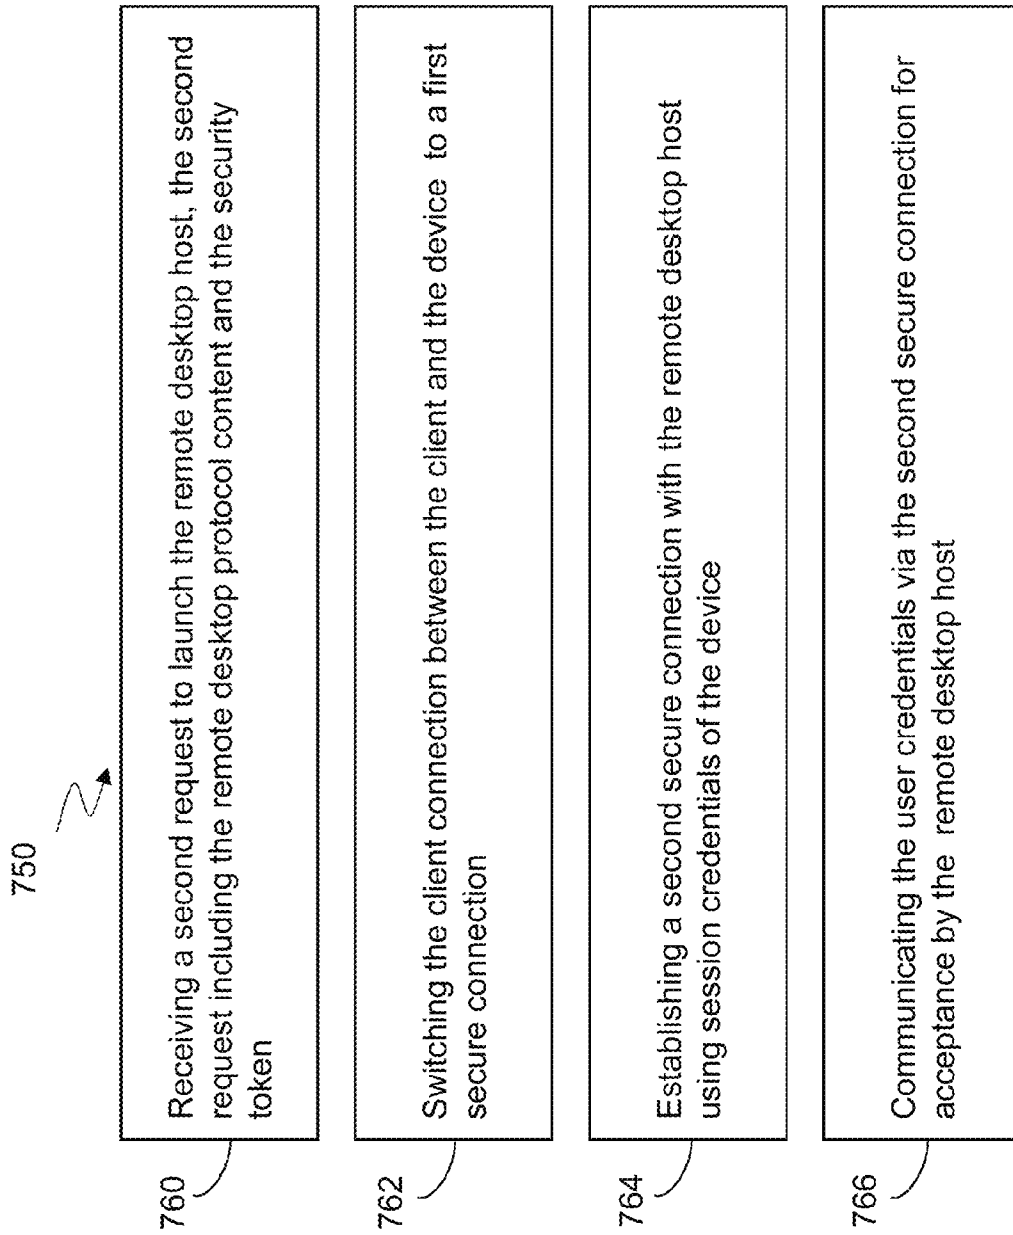 750
760
Receiving a second request to launch the remote desktop host, the second
request including the remote desktop protocol content and the security
token
762
Switching the client connection between the client and the device to a first
secure connection
764
Establishing a second secure connection with the remote desktop host
using session credentials of the device
766
Communicating the user credentials via the second secure connection for
acceptance by the remote desktop host